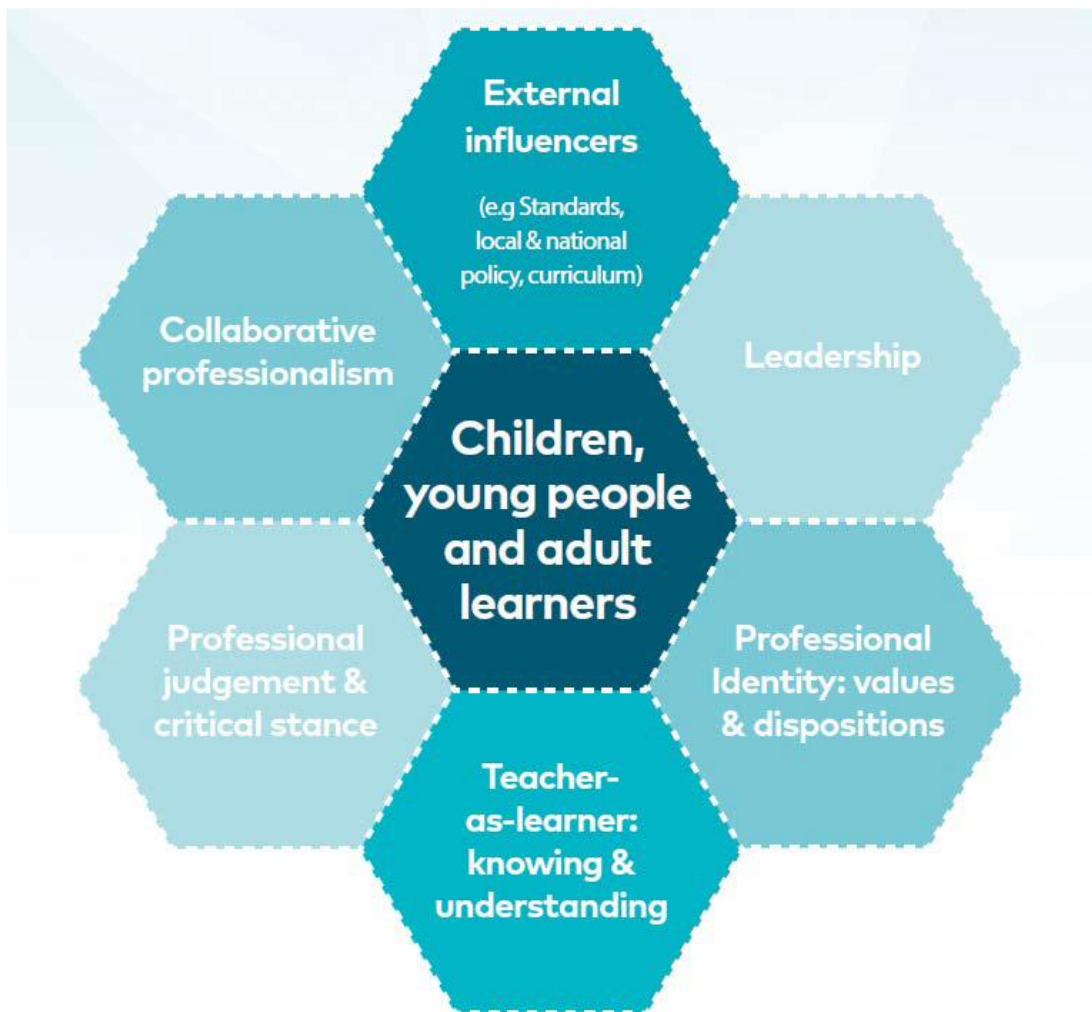 External
influencers
(e.g Standards,
local & national
policy, curriculum)
Collaborative
professionalism
Leadership
Children,
young people
and adult
learners
Professional
judgement &
critical stance
Professional
Identity: values
& dispositions
Teacher-
as-learner:
knowing &
understanding